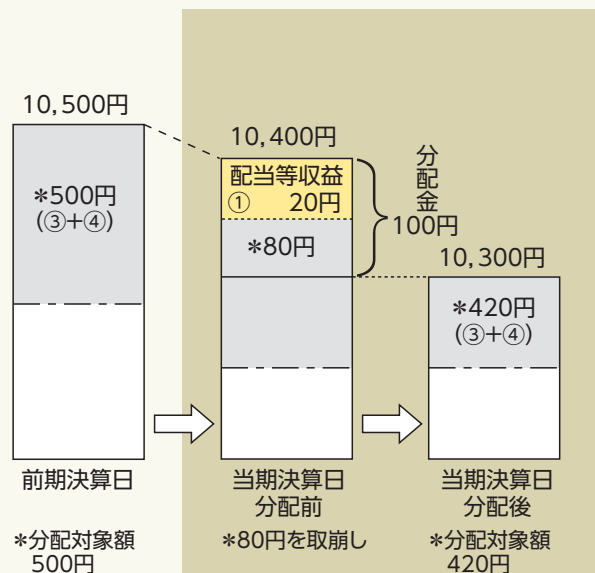 10,500円
*500円
(③+④)
前期決算日
*分配対象額
500円
10,400円
配当等収益
① 20円
*80円
分配金
100円
当期決算日
分配前
*80円を取崩し
10,300円
*420円
(③+④)
当期決算日
分配後
*分配対象額
420円